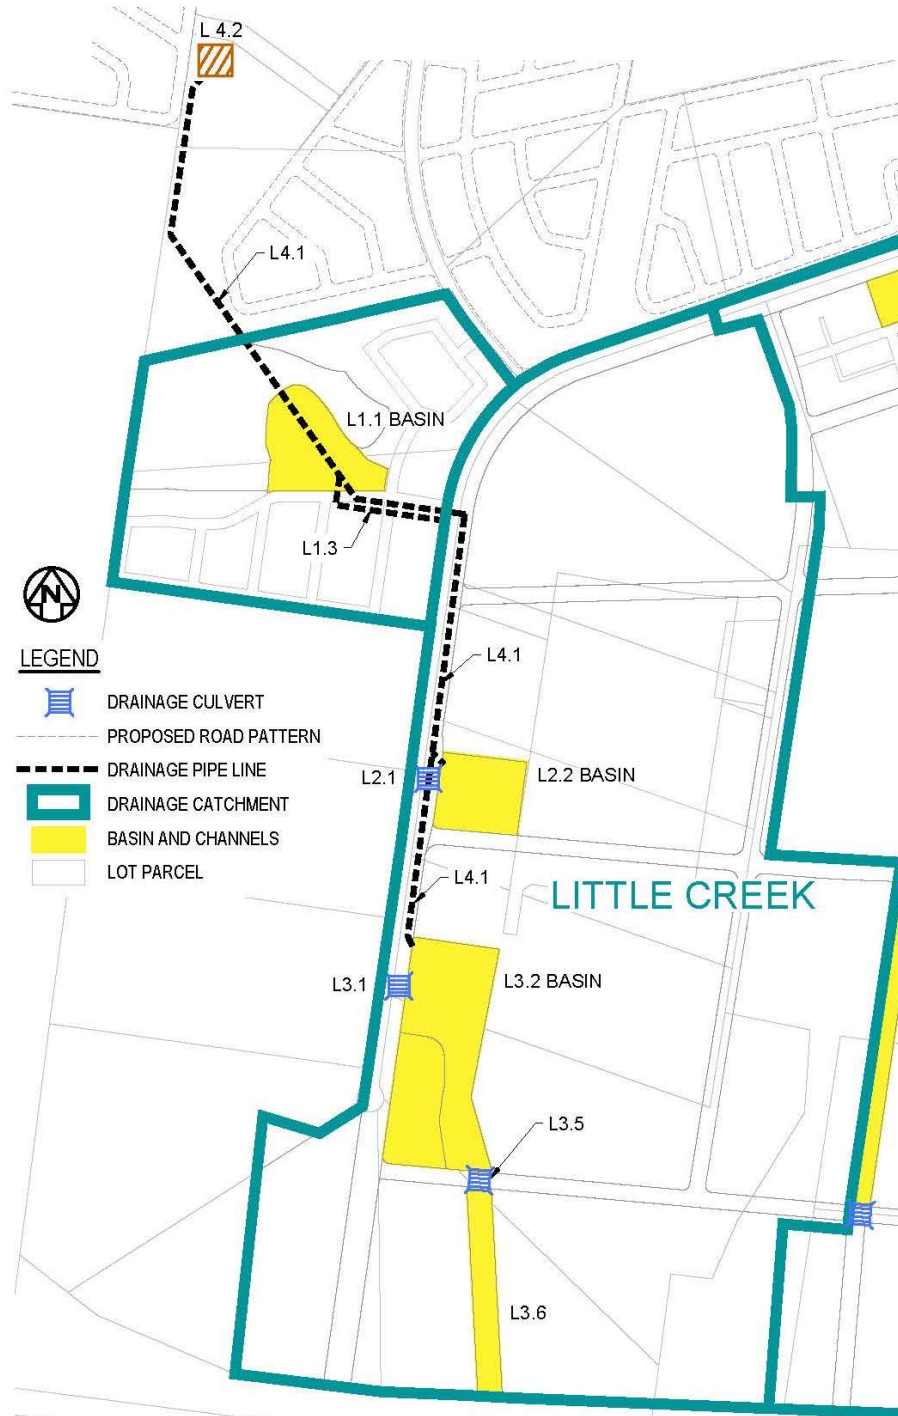 L 4.2
L4.1
L1.1 BASIN
L1.3
N
LEGEND
DRAINAGE CULVERT
PROPOSED ROAD PATTERN
DRAINAGE PIPE LINE
DRAINAGE CATCHMENT
BASIN AND CHANNELS
LOT PARCEL
L4.1
L2.1
L2.2 BASIN
L4.1
LITTLE CREEK
L3.1
L3.2 BASIN
L3.5
L3.6